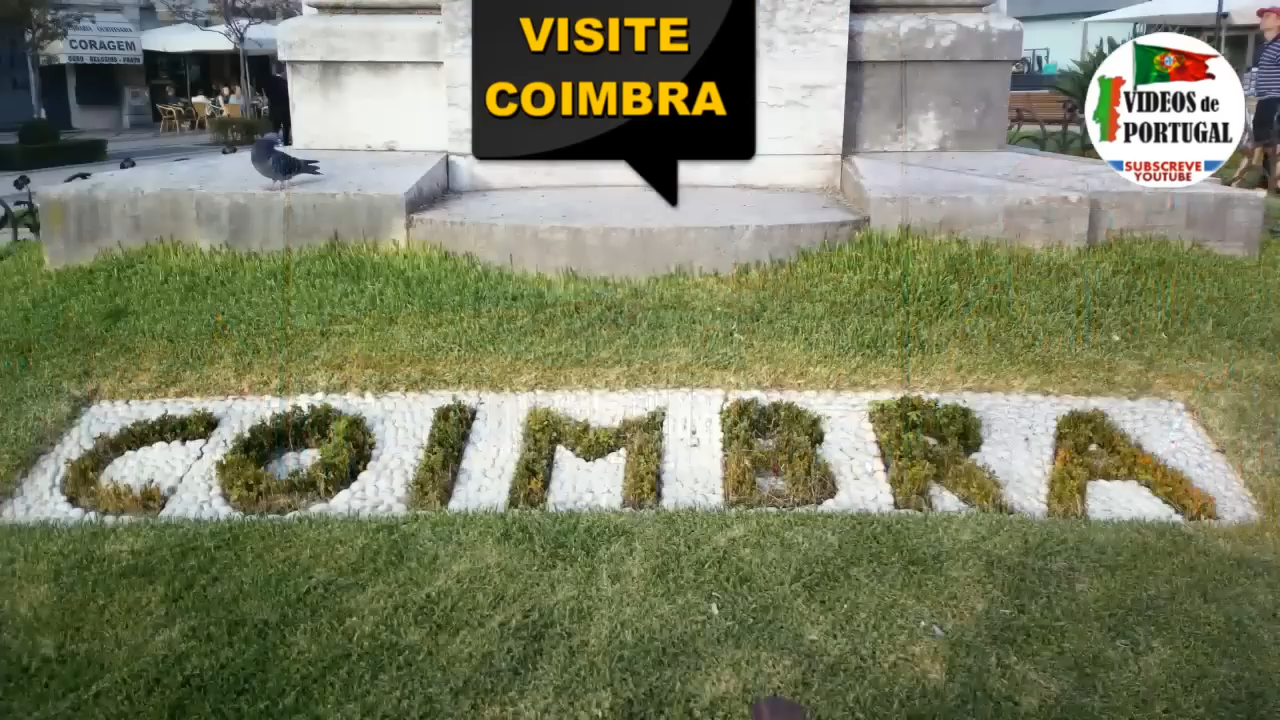 VISITE
COIMBRA
CORAGEM
VIDEOS de
PORTUGAL
SUBSCREVE
YOUTUBE
COIMBRA